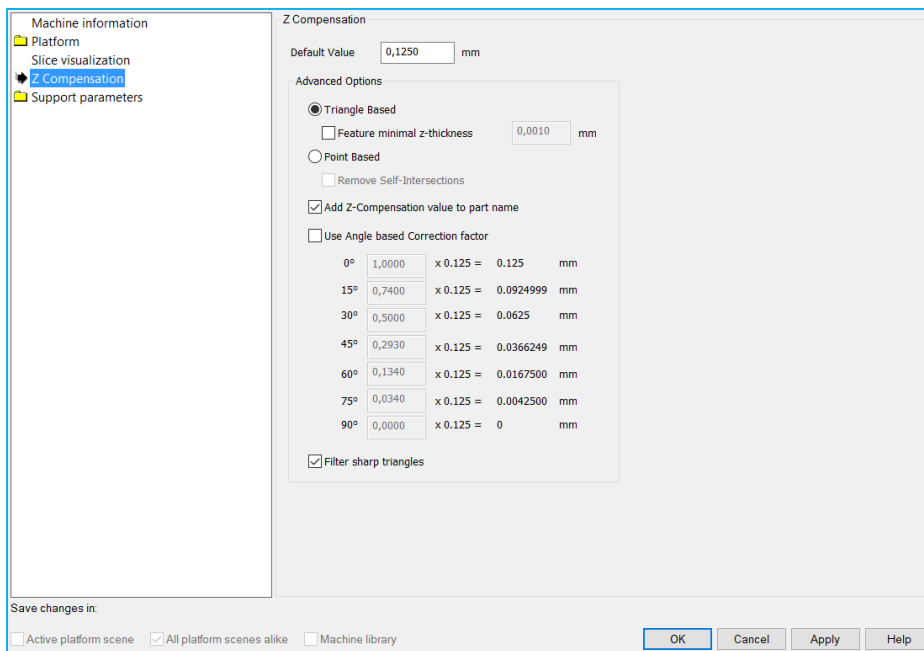 Machine information
Platform
Slice visualization
Z Compensation
Support parameters
Z Compensation
Default Value 0,1250 mm
Advanced Options
Triangle Based
Feature minimal z-thickness 0,0010 mm
Point Based
Remove Self-Intersections
Add Z-Compensation value to part name
Use Angle based Correction factor
0° 1,0000 x 0.125 = 0.125 mm
15° 0,7400 x 0.125 = 0.0924999 mm
30° 0,5000 x 0.125 = 0.0625 mm
45° 0,2930 x 0.125 = 0.0366249 mm
60° 0,1340 x 0.125 = 0.0167500 mm
75° 0,0340 x 0.125 = 0.0042500 mm
90° 0,0000 x 0.125 = 0 mm
Filter sharp triangles
Save changes in:
Active platform scene All platform scenes alike Machine library OK Cancel Apply Help